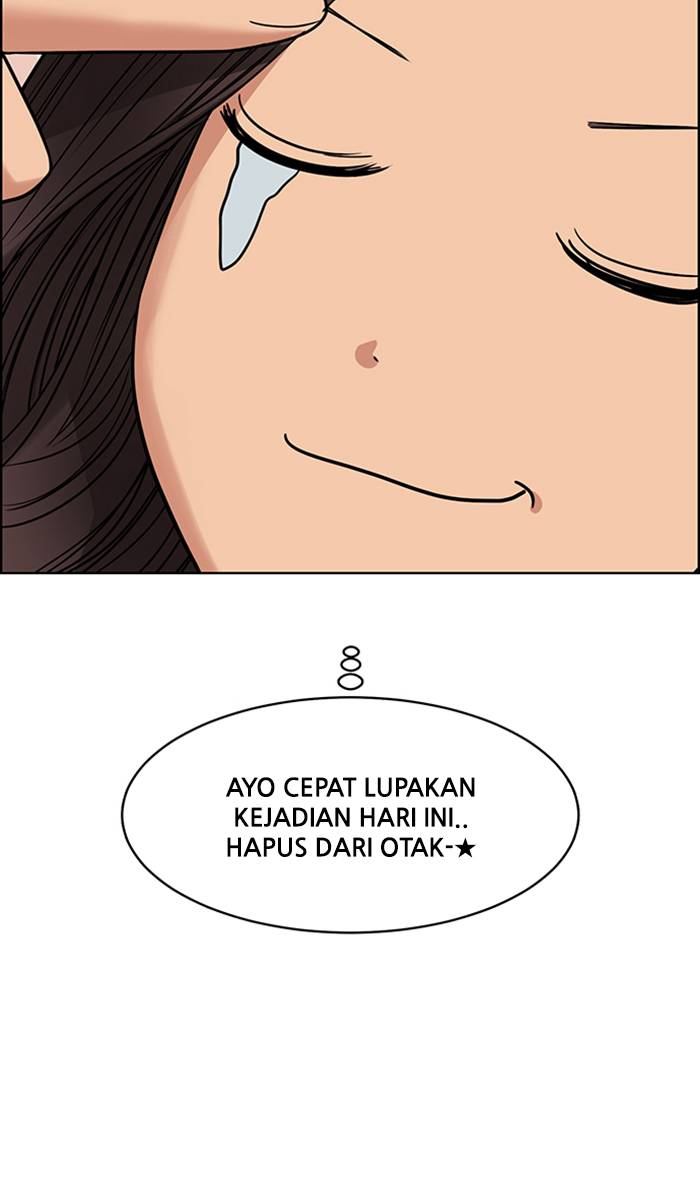 AYO CEPAT LUPAKAN
KEJADIAN HARI INI..
HAPUS DARI OTAK-★